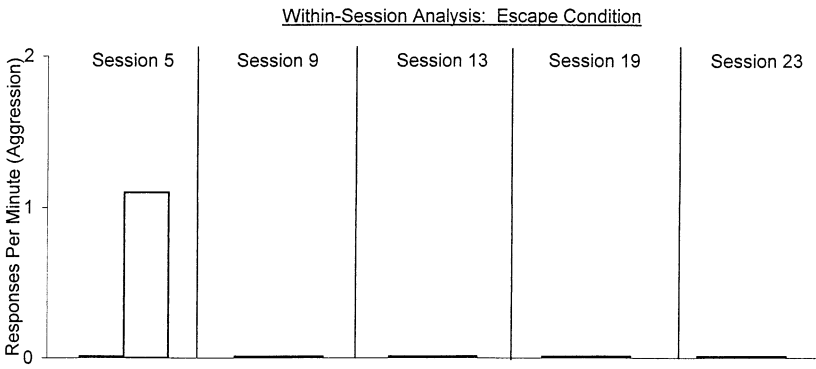 Within-Session Analysis: Escape Condition
Session 5
Session 9
Session 13
Session 19
Session 23
Responses Per Minute (Aggression)
2
1
0